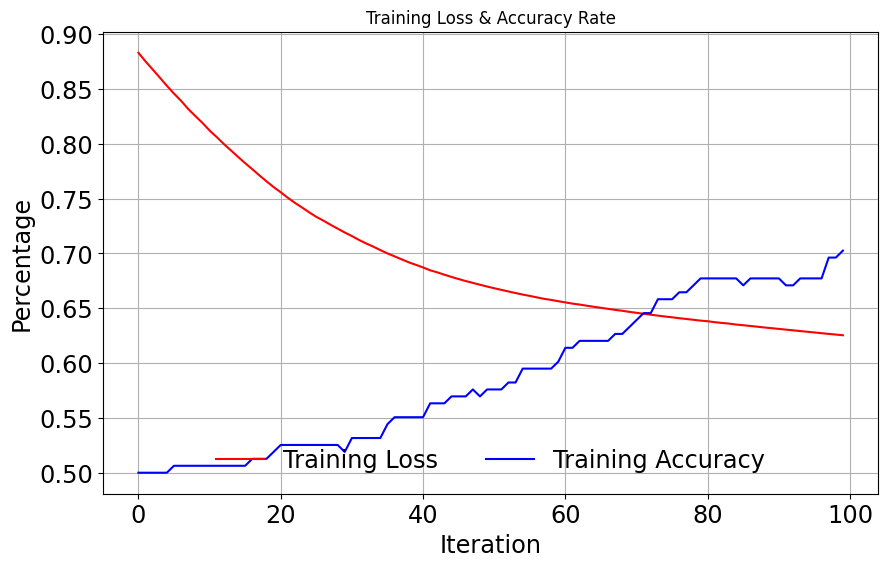 Training Loss & Accuracy Rate
0.90
0.85
0.80
0.75
0.70
0.65
0.60
0.55
0.50
Percentage
Training Loss Training Accuracy
0 20 40 60 80 100
Iteration